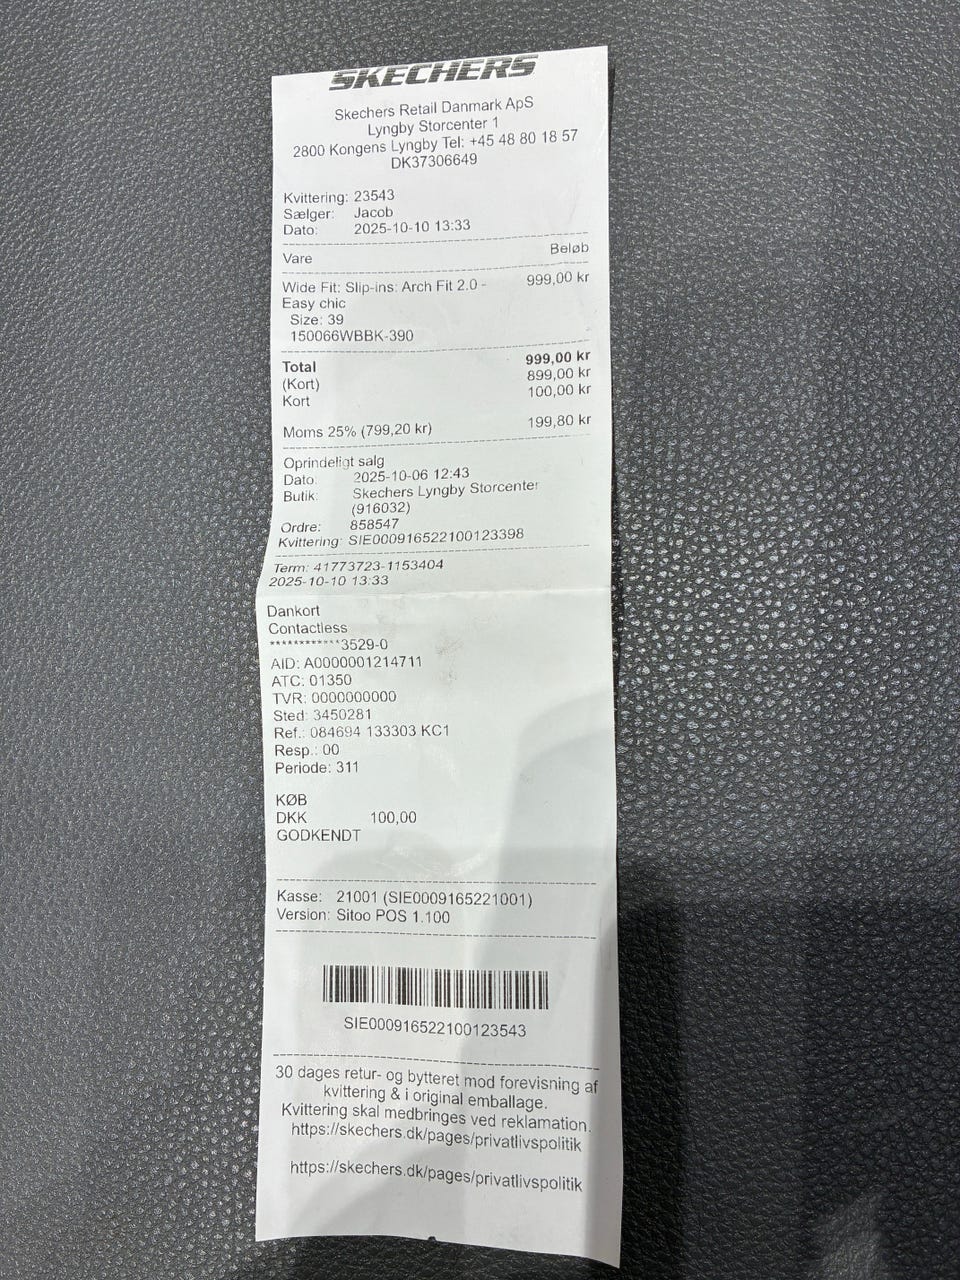 SKECHERS
Skechers Retail Danmark ApS
Lyngby Storcenter 1
2800 Kongens Lyngby Tel: +45 48 80 18 57
DK37306649
Kvittering: 23543
Sælger: Jacob
Dato: 2025-10-10 13:33
Vare Beløb
Wide Fit: Slip-ins: Arch Fit 2.0 - 999,00 kr
Easy chic
Size: 39
150066WBBK-390
Total 999,00 kr
(Kort) 899,00 kr
Kort 100,00 kr
Moms 25% (799,20 kr) 199,80 kr
Oprindeligt salg
Dato: 2025-10-06 12:43
Butik: Skechers Lyngby Storcenter
(916032)
Ordre: 858547
Kvittering: SIE000916522100123398
Term: 41773723-1153404
2025-10-10 13:33
Dankort
Contactless
************3529-0
AID: A0000001214711
ATC: 01350
TVR: 0000000000
Sted: 3450281
Ref.: 084694 133303 KC1
Resp.: 00
Periode: 311
KØB
DKK 100,00
GODKENDT
Kasse: 21001 (SIE0009165221001)
Version: Sitoo POS 1.100
SIE000916522100123543
30 dages retur- og bytteret mod forevisning af
kvittering & i original emballage.
Kvittering skal medbringes ved reklamation.
https://skechers.dk/pages/privatlivspolitik
https://skechers.dk/pages/privatlivspolitik